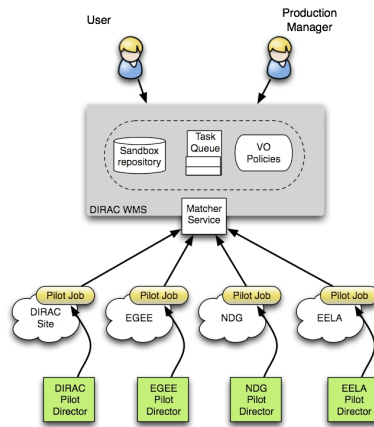 User
Production
Manager
Sandbox
repository
Task
Queue
VO
Policies
DIRAC WMS
Matcher
Service
Pilot Job
DIRAC
Site
Pilot Job
EGEE
Pilot Job
NDG
Pilot Job
EELA
DIRAC
Pilot
Director
EGEE
Pilot
Director
NDG
Pilot
Director
EELA
Pilot
Director